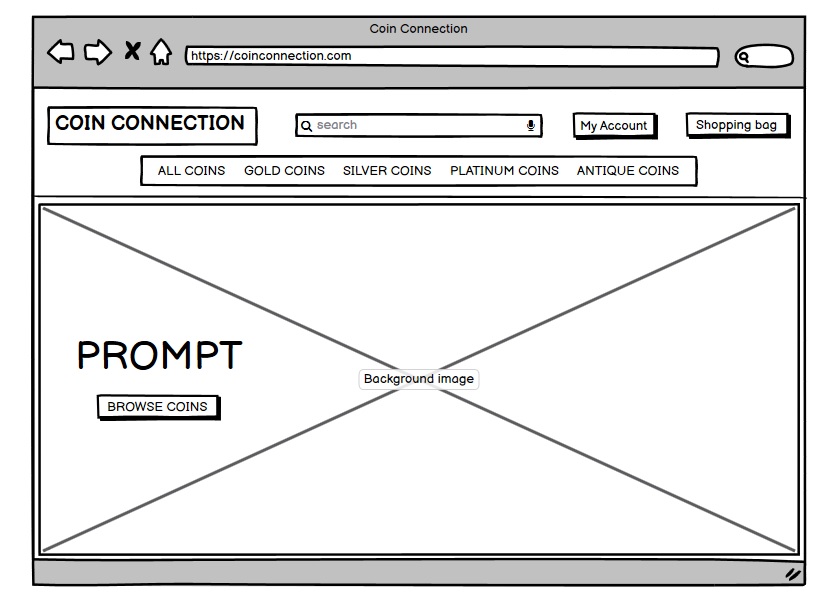 Coin Connection
https://coinconnection.com
COIN CONNECTION
search
My Account
Shopping bag
ALL COINS GOLD COINS SILVER COINS PLATINUM COINS ANTIQUE COINS
PROMPT
Background image
BROWSE COINS